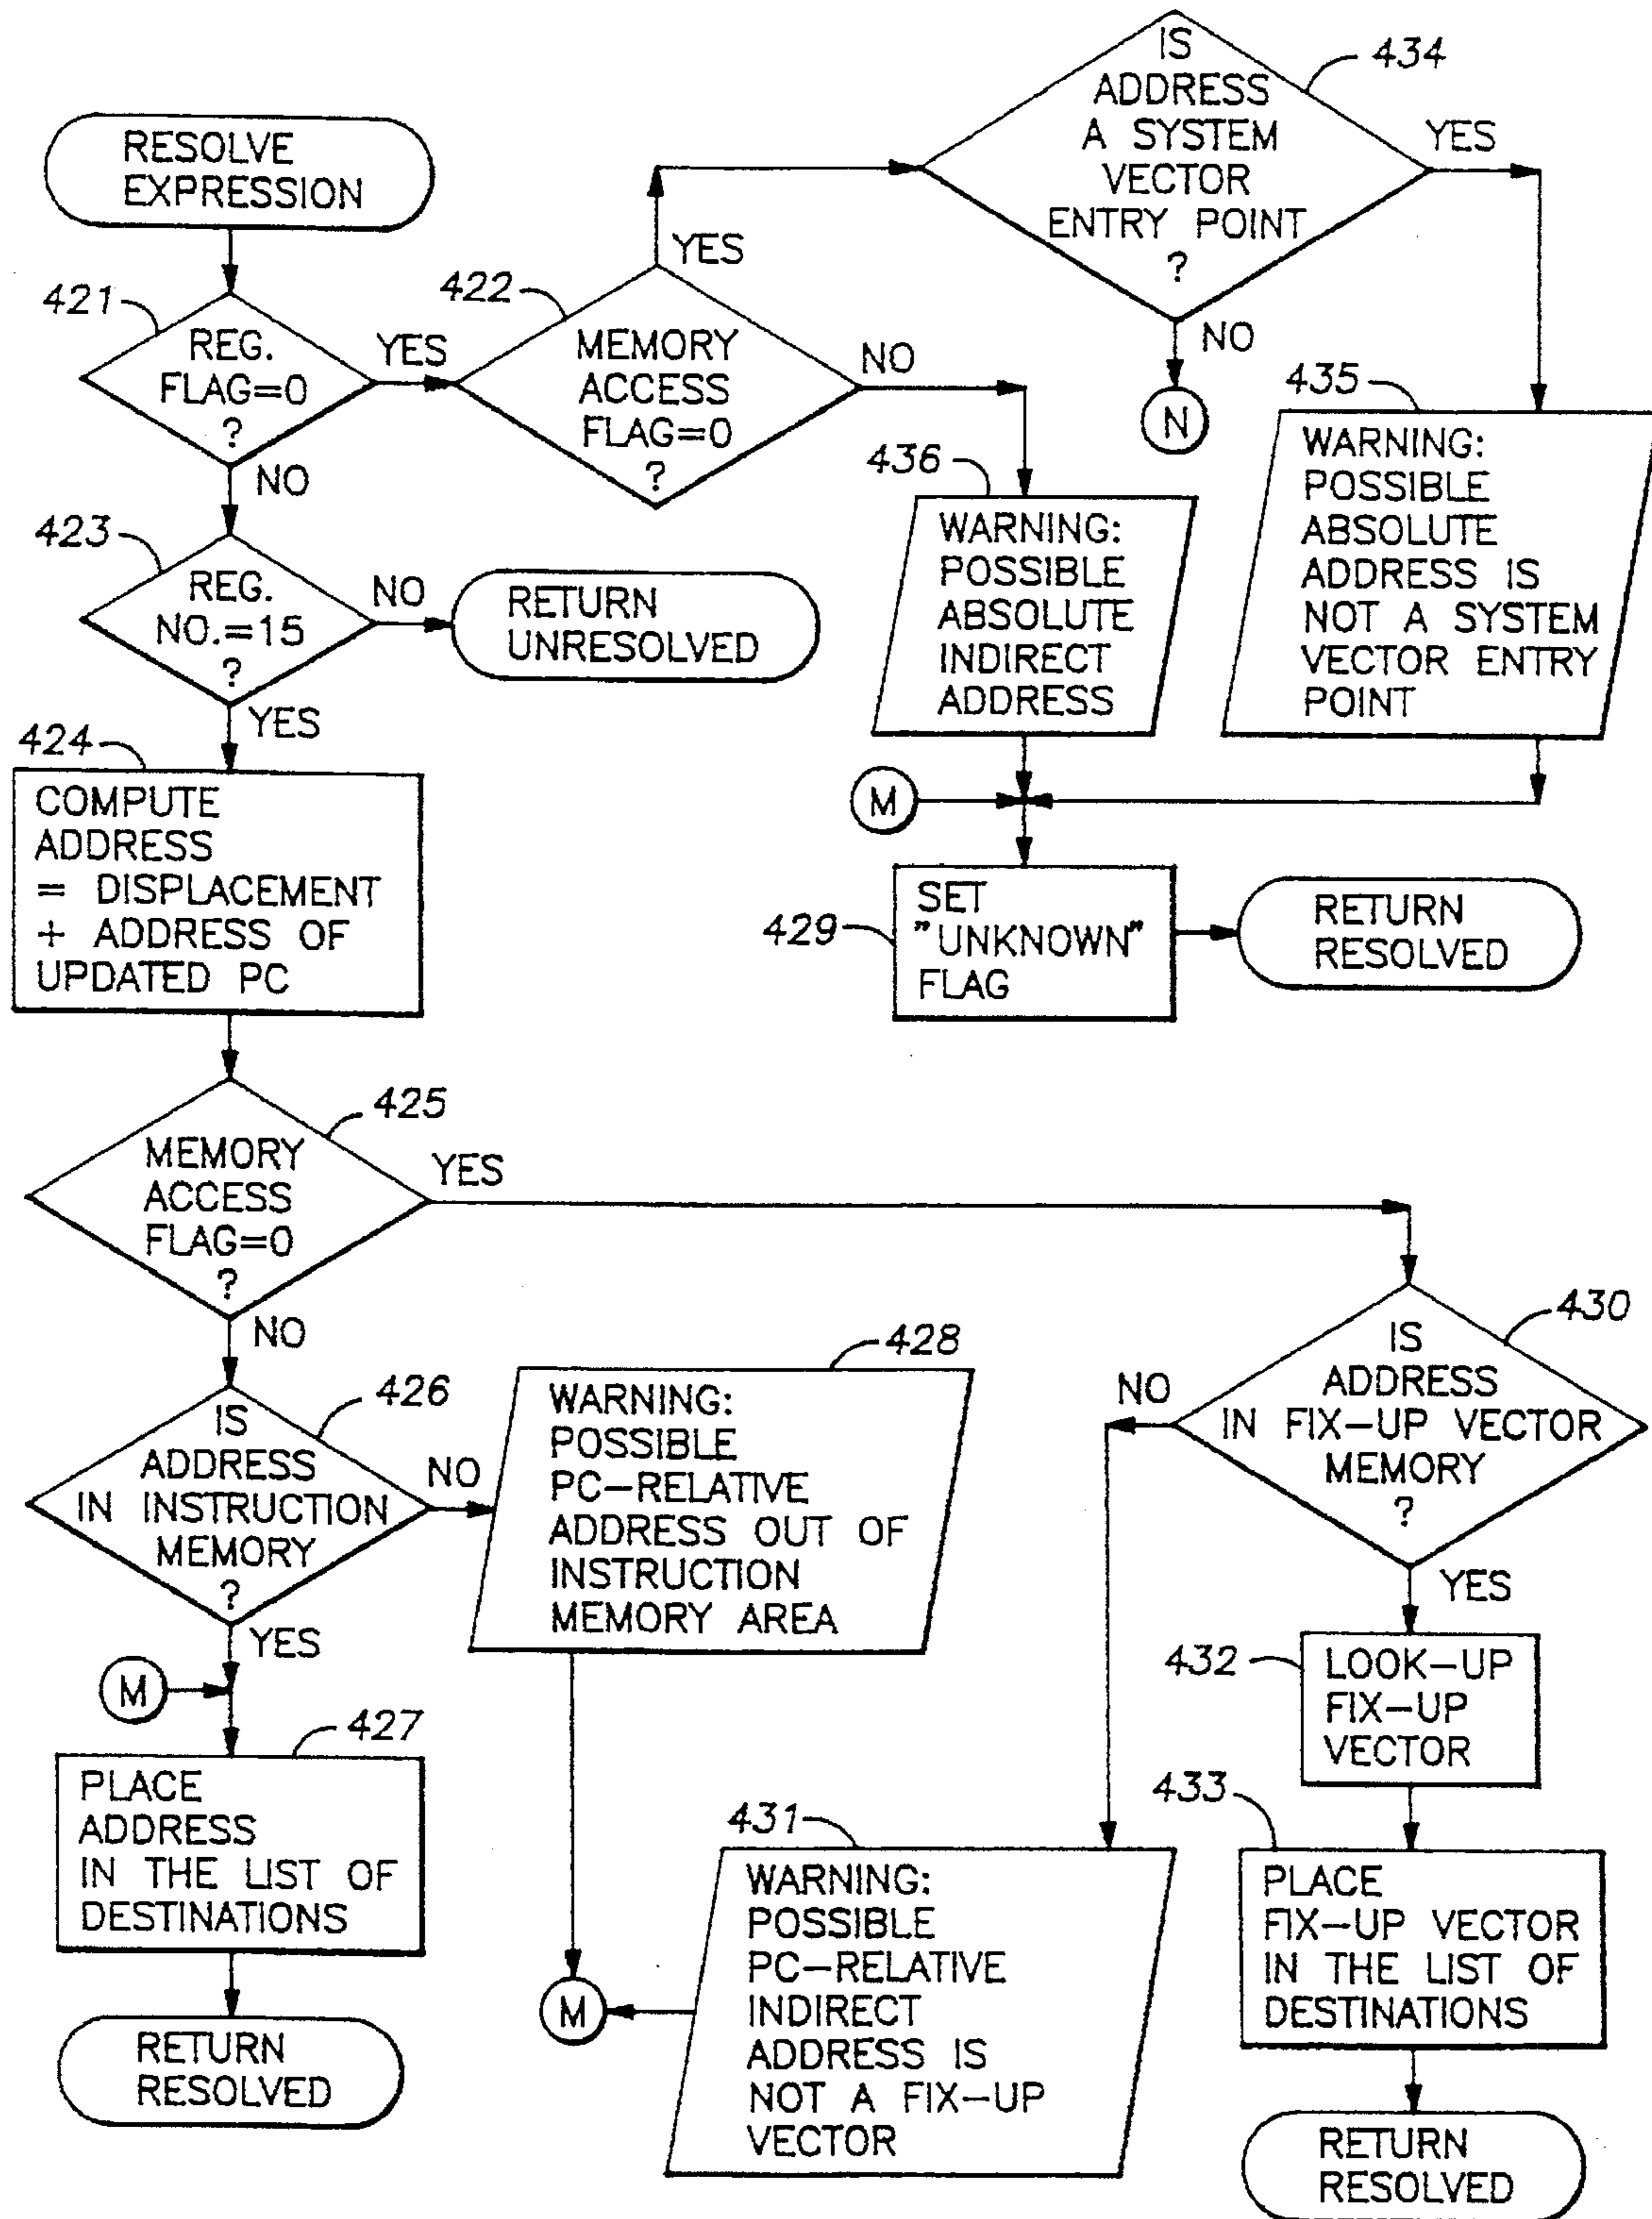 RESOLVE
EXPRESSION
421
REG.
FLAG=0
?
YES
NO
422
MEMORY
ACCESS
FLAG=0
?
YES
NO
434
IS
ADDRESS
A SYSTEM
VECTOR
ENTRY POINT
?
YES
NO
N
435
WARNING:
POSSIBLE
ABSOLUTE
ADDRESS IS
NOT A SYSTEM
VECTOR ENTRY
POINT
436
WARNING:
POSSIBLE
ABSOLUTE
INDIRECT
ADDRESS
423
REG.
NO.=15
?
NO
RETURN
UNRESOLVED
YES
M
429
SET
"UNKNOWN"
FLAG
RETURN
RESOLVED
424
COMPUTE
ADDRESS
= DISPLACEMENT
+ ADDRESS OF
UPDATED PC
425
MEMORY
ACCESS
FLAG=0
?
YES
NO
426
IS
ADDRESS
IN INSTRUCTION
MEMORY
?
NO
YES
428
WARNING:
POSSIBLE
PC-RELATIVE
ADDRESS OUT OF
INSTRUCTION
MEMORY AREA
430
IS
ADDRESS
IN FIX-UP VECTOR
MEMORY
?
NO
YES
M
427
PLACE
ADDRESS
IN THE LIST OF
DESTINATIONS
RETURN
RESOLVED
M
431
WARNING:
POSSIBLE
PC-RELATIVE
INDIRECT
ADDRESS IS
NOT A FIX-UP
VECTOR
432
LOOK-UP
FIX-UP
VECTOR
433
PLACE
FIX-UP VECTOR
IN THE LIST OF
DESTINATIONS
RETURN
RESOLVED